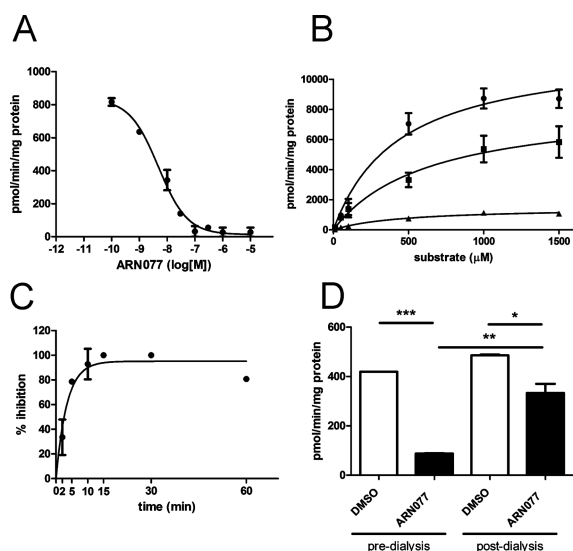 A
pmol/min/mg protein
1000
800
600
400
200
0
-12 -11 -10 -9 -8 -7 -6 -5 -4
ARN077 (log[M])
B
pmol/min/mg protein
10000
8000
6000
4000
2000
0
500 1000 1500
substrate (μM)
C
% ihibition
120
100
80
60
40
20
0
0 2 5 10 15 30 60
time (min)
D
pmol/min/mg protein
600
400
200
0
*** * **
DMSO ARN077 DMSO ARN077
pre-dialysis post-dialysis